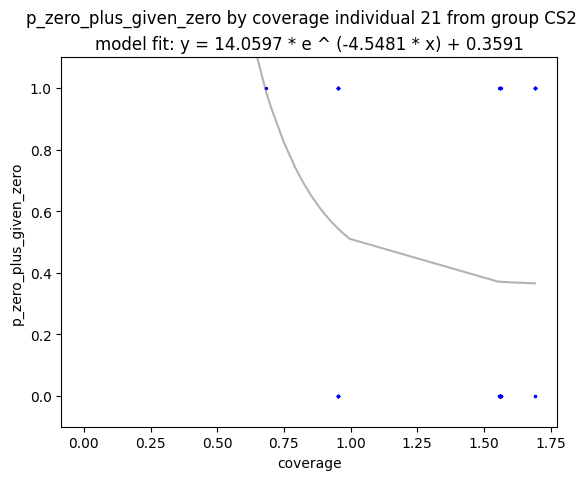 p_zero_plus_given_zero by coverage individual 21 from group CS2
model fit: y = 14.0597 * e ^ (-4.5481 * x) + 0.3591
p_zero_plus_given_zero
1.0
0.8
0.6
0.4
0.2
0.0
0.00 0.25 0.50 0.75 1.00 1.25 1.50 1.75
coverage